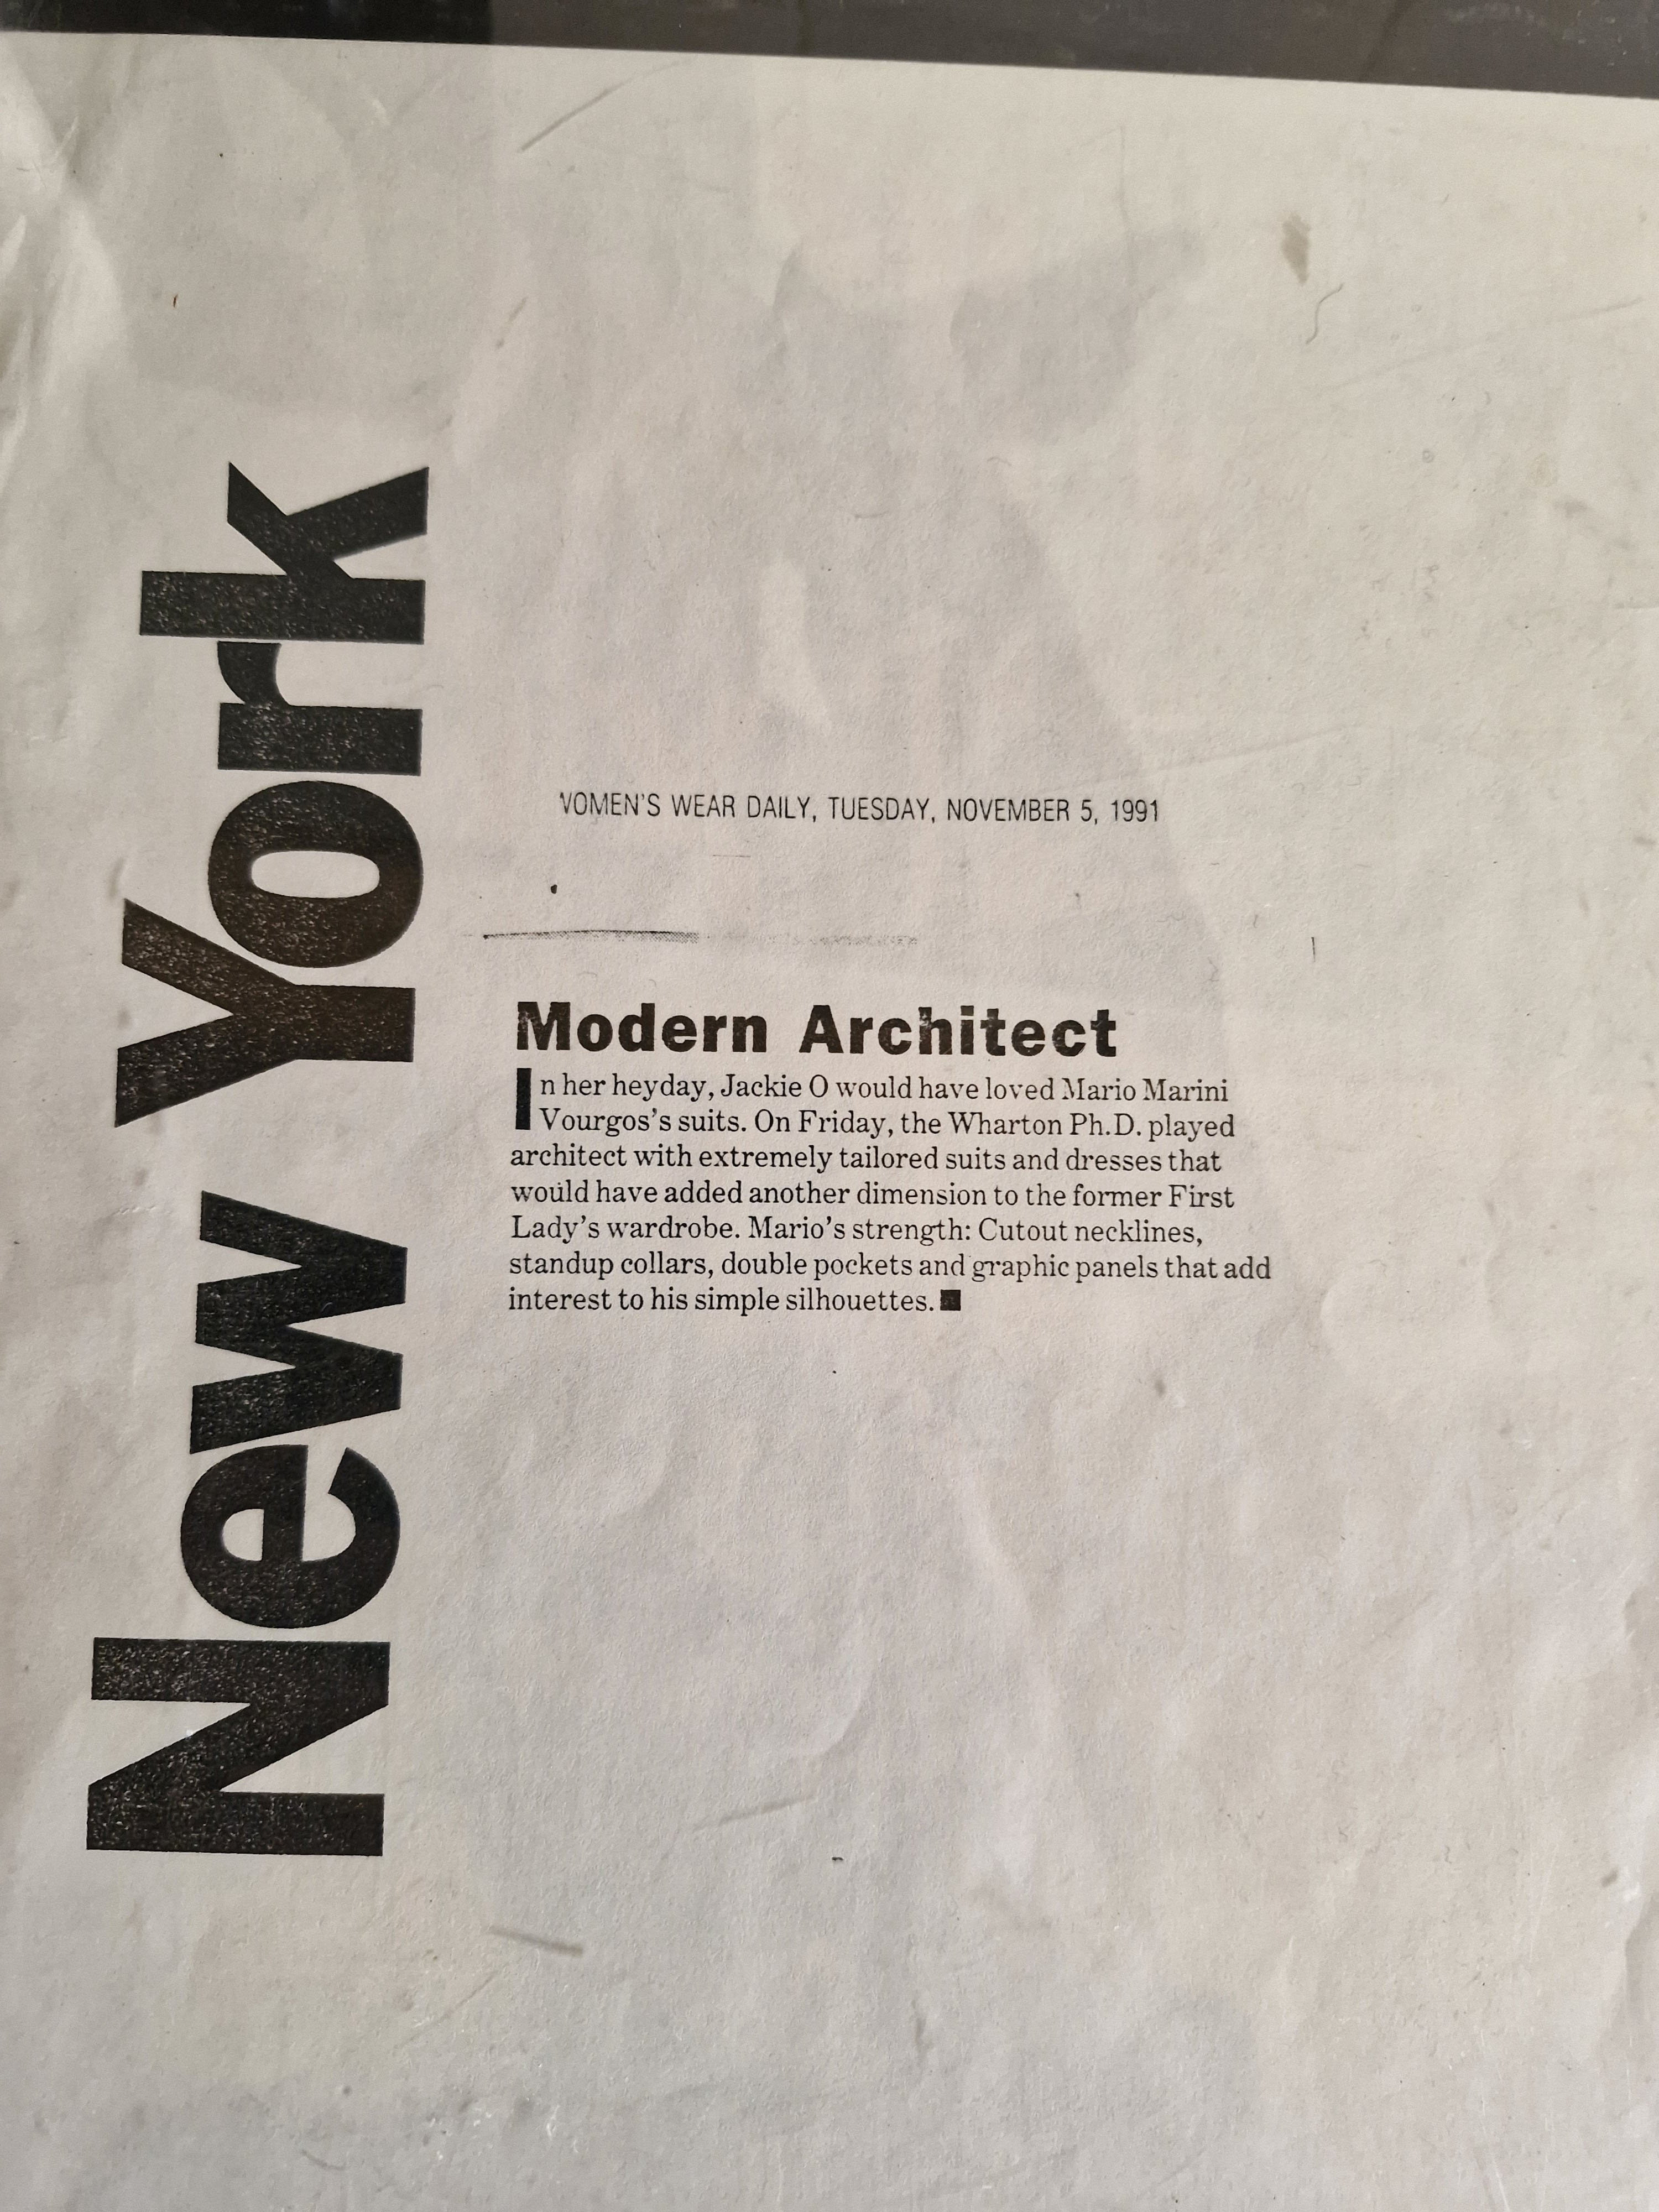 New York
WOMEN'S WEAR DAILY, TUESDAY, NOVEMBER 5, 1991
Modern Architect
In her heyday, Jackie O would have loved Mario Marini
Vourgos's suits. On Friday, the Wharton Ph.D. played
architect with extremely tailored suits and dresses that
would have added another dimension to the former First
Lady's wardrobe. Mario's strength: Cutout necklines,
standup collars, double pockets and graphic panels that add
interest to his simple silhouettes. ■